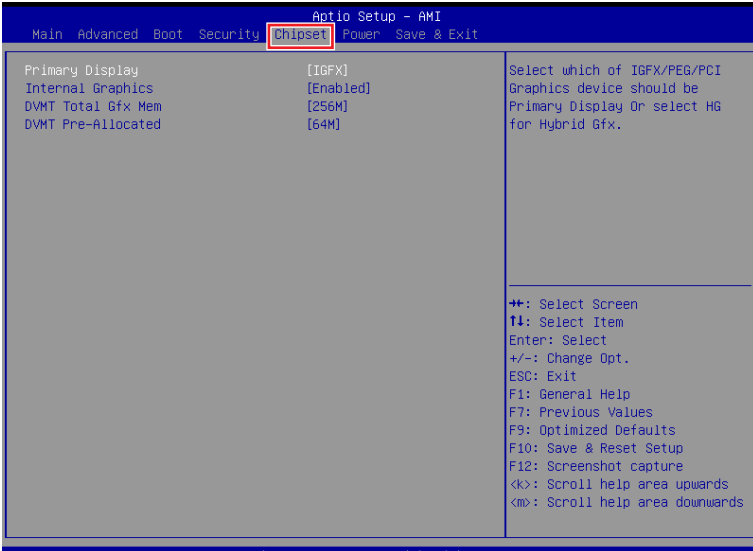 Aptio Setup – AMI
Main Advanced Boot Security Chipset Power Save & Exit
Primary Display [IGFX]
Internal Graphics [Enabled]
DVMT Total Gfx Mem [256M]
DVMT Pre-Allocated [64M]
Select which of IGFX/PEG/PCI
Graphics device should be
Primary Display Or select HG
for Hybrid Gfx.
→←: Select Screen
↑↓: Select Item
Enter: Select
+/-: Change Opt.
ESC: Exit
F1: General Help
F7: Previous Values
F9: Optimized Defaults
F10: Save & Reset Setup
F12: Screenshot capture
<k>: Scroll help area upwards
<m>: Scroll help area downwards